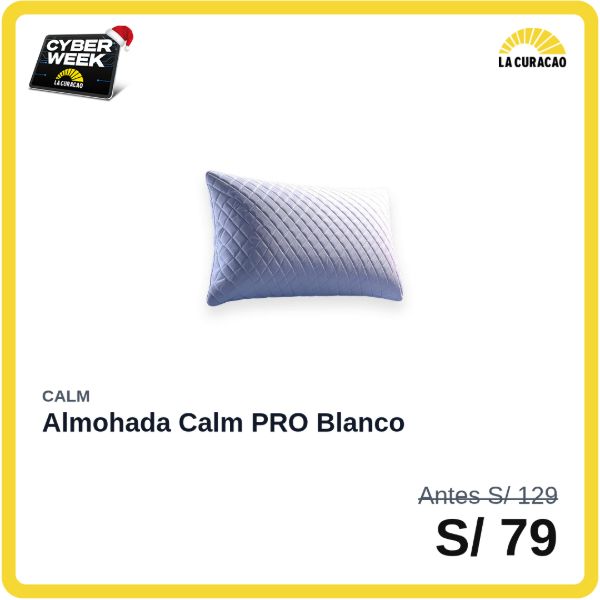 CYBER
WEEK
LA CURACAO
LA CURACAO
CALM
Almohada Calm PRO Blanco
Antes S/ 129
S/ 79